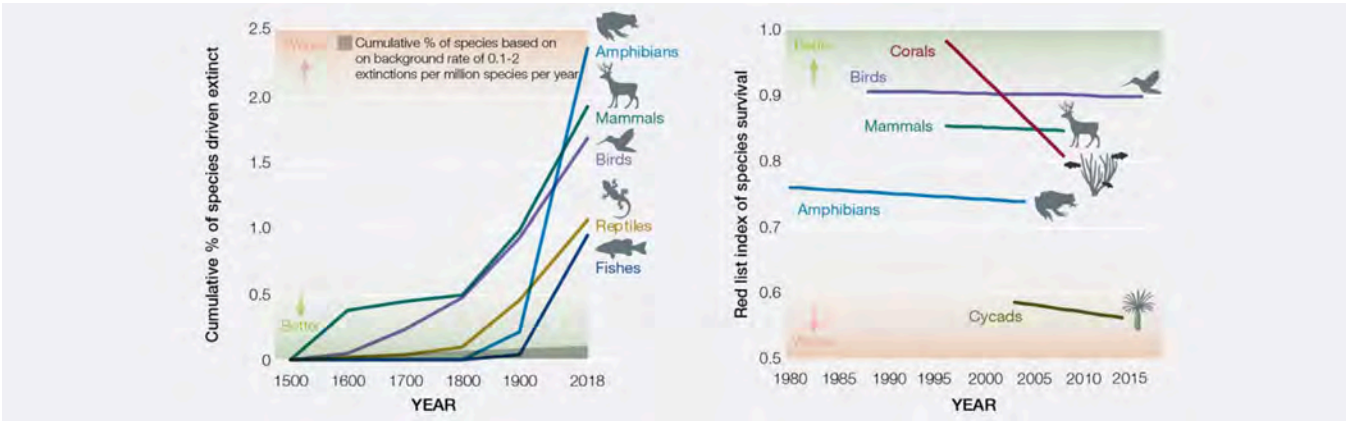 Cumulative % of species driven extinct
2.5
2.0
1.5
1.0
0.5
0
Worse
Cumulative % of species based on
on background rate of 0.1-2
extinctions per million species per year
Amphibians
Mammals
Birds
Reptiles
Fishes
Better
1500 1600 1700 1800 1900 2018
YEAR
Red list index of species survival
1.0
0.9
0.8
0.7
0.6
0.5
Better
Corals
Birds
Mammals
Amphibians
Cycads
Worse
1980 1985 1990 1995 2000 2005 2010 2015
YEAR